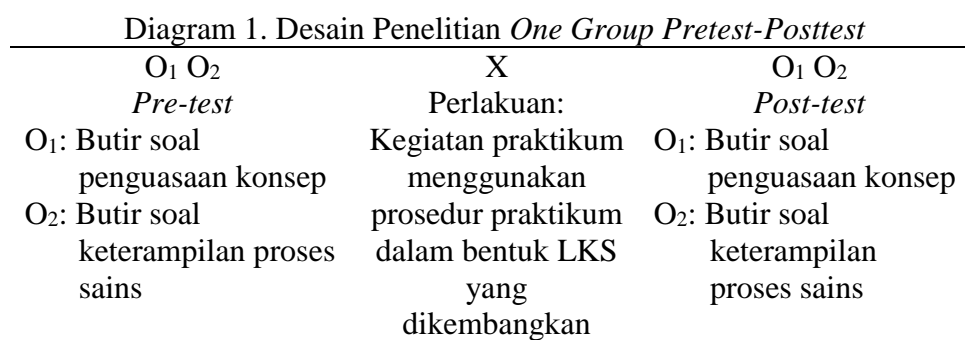 Diagram 1. Desain Penelitian One Group Pretest-Posttest
O1 O2 X O1 O2
Pre-test Perlakuan: Post-test
O1: Butir soal Kegiatan praktikum O1: Butir soal
penguasaan konsep menggunakan penguasaan konsep
O2: Butir soal prosedur praktikum O2: Butir soal
keterampilan proses dalam bentuk LKS keterampilan
sains yang proses sains
dikembangkan